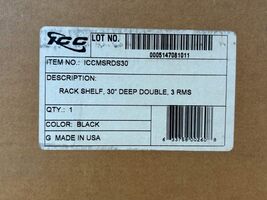 ICC
LOT NO.
0005147081011
ITEM NO.: ICCMSRDS30
DESCRIPTION:
RACK SHELF, 30" DEEP DOUBLE, 3 RMS
QTY.: 1
COLOR: BLACK
G MADE IN USA